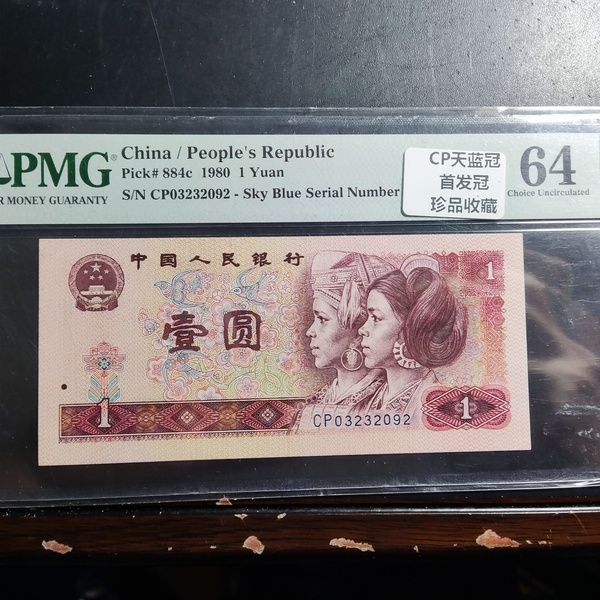 PMG
R MONEY GUARANTY
China / People's Republic
Pick# 884c 1980 1 Yuan
S/N CP03232092 - Sky Blue Serial Number
CP天蓝冠
首发冠
珍品收藏
64
Choice Uncirculated
中国人民银行
1
壹圆
1
CP03232092
1